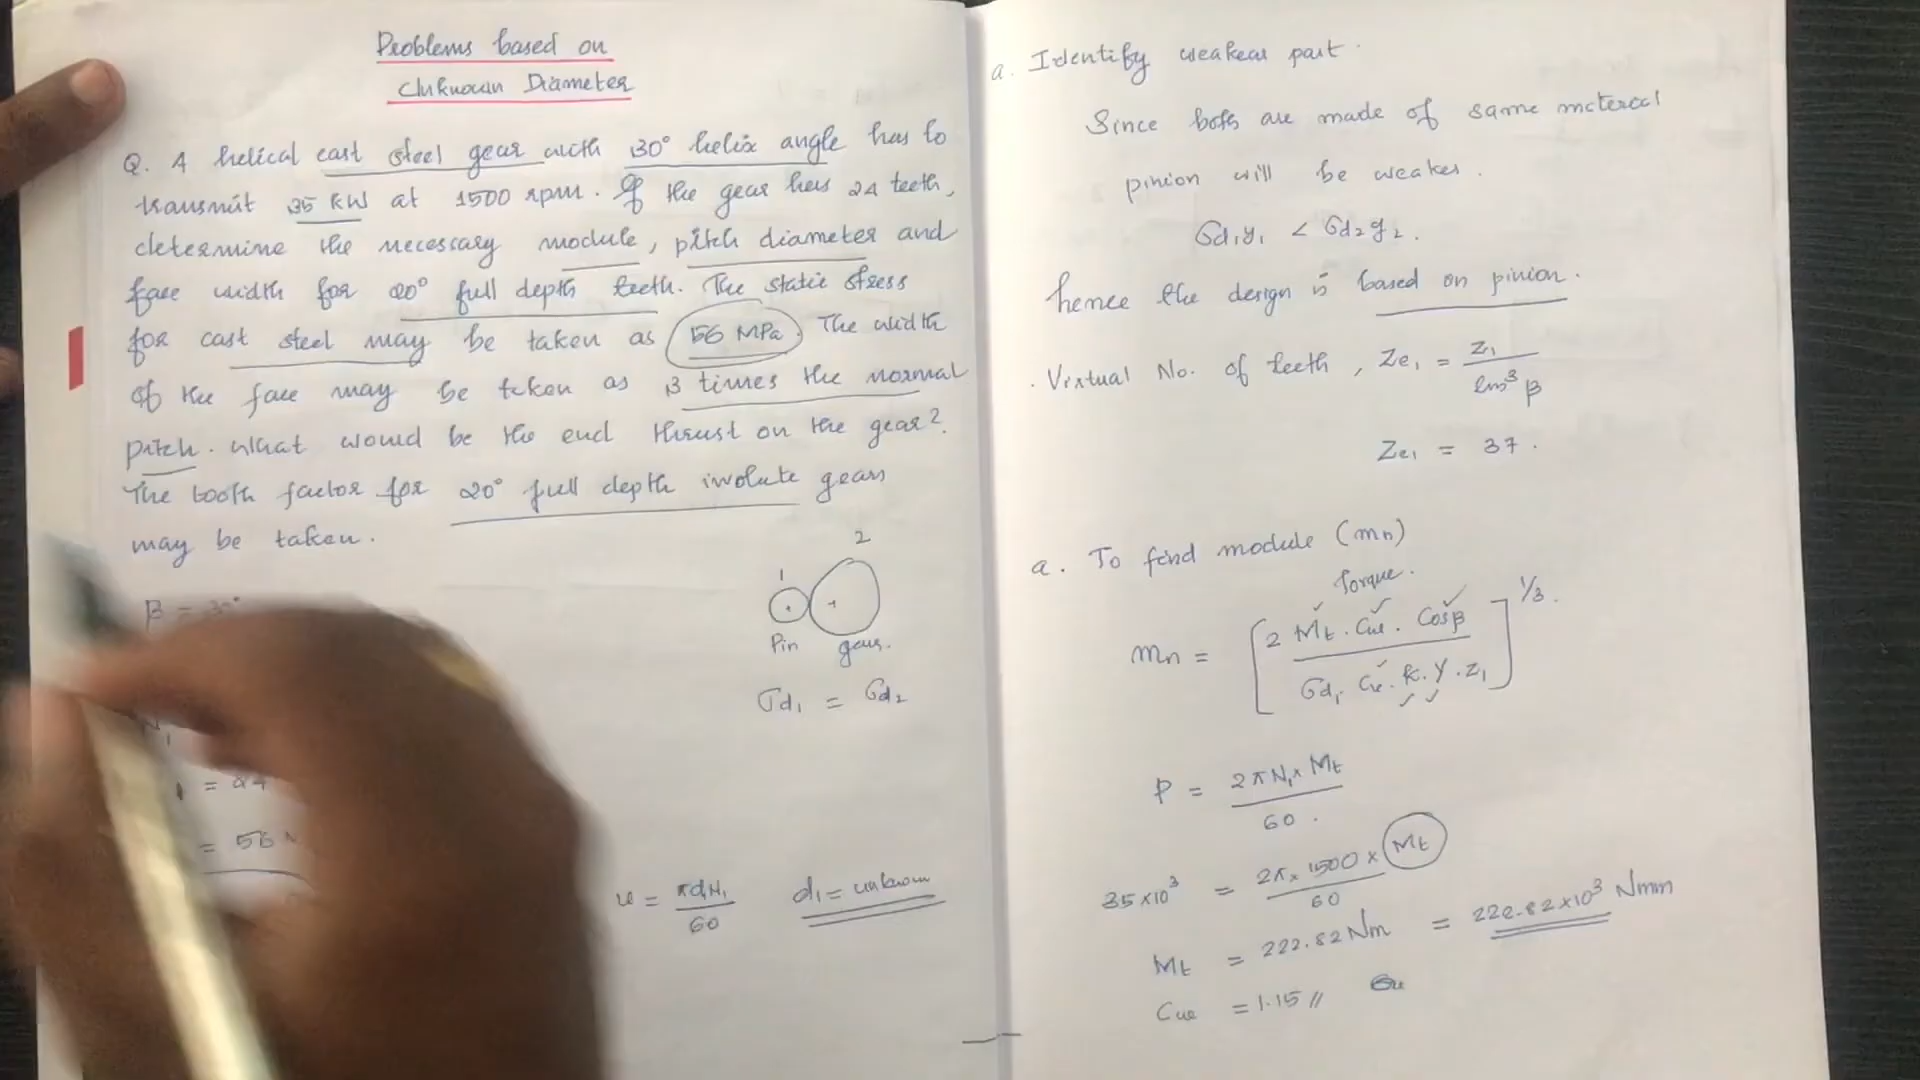 Problems based on
Unknown Diameter
Q. A helical cast steel gear with 30° helix angle has to
transmit 35 kW at 1500 rpm. If the gear has 24 teeth,
determine the necessary module, pitch diameter and
face width for 20° full depth teeth. The static stress
for cast steel may be taken as 56 MPa. The width
of the face may be taken as 3 times the normal
pitch. What would be the end thrust on the gear?
The tooth factor for 20° full depth involute gears
may be taken.
1 2
Pin gear.
σd₁ = σd₂
β = 30°
N₁
= 24
= 56
v = πd₁N₁ / 60 d₁ = unknown
a. Identify weaker part.
Since both are made of same material
pinion will be weaker.
σd₁y₁ < σd₂y₂.
hence the design is based on pinion.
Virtual No. of teeth, Ze₁ = Z₁ / cos³β
Ze₁ = 37.
a. To find module (mn)
Torque.
mn = [2 Mt. Cw. Cosβ / σd₁. Cv. K. Y. Z₁]^1/3.
P = 2πN₁ × Mt / 60.
35×10³ = 2π × 1500 × Mt / 60
Mt = 222.82 Nm = 222.82×10³ Nmm
Cw = 1.15 //